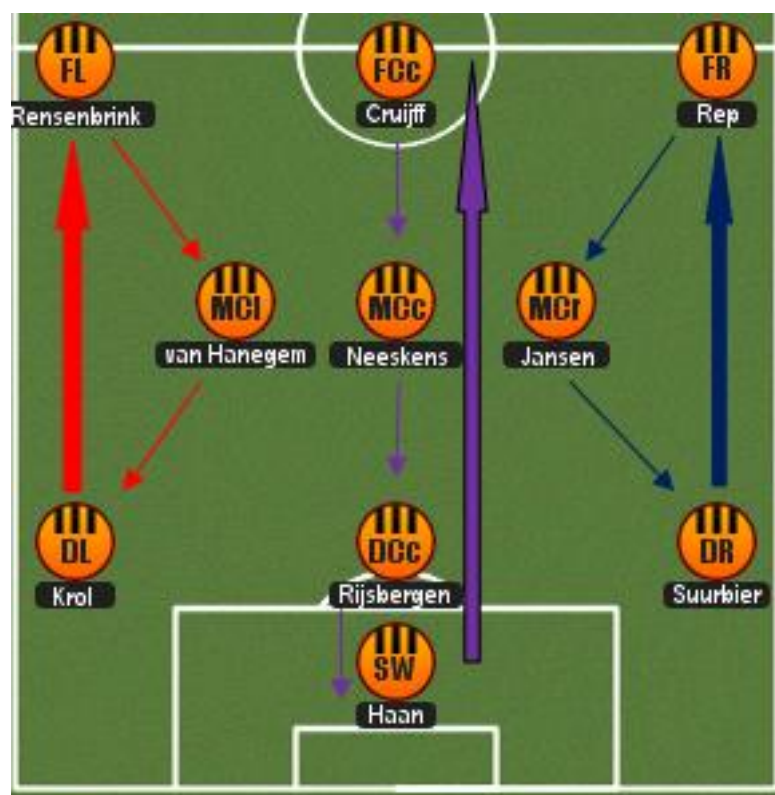 FL
FCc
FR
Rensenbrink
Cruijff
Rep
MCl
MCc
MCr
van Hanegem
Neeskens
Jansen
DL
DCc
DR
Krol
Rijsbergen
Suurbier
SW
Haan